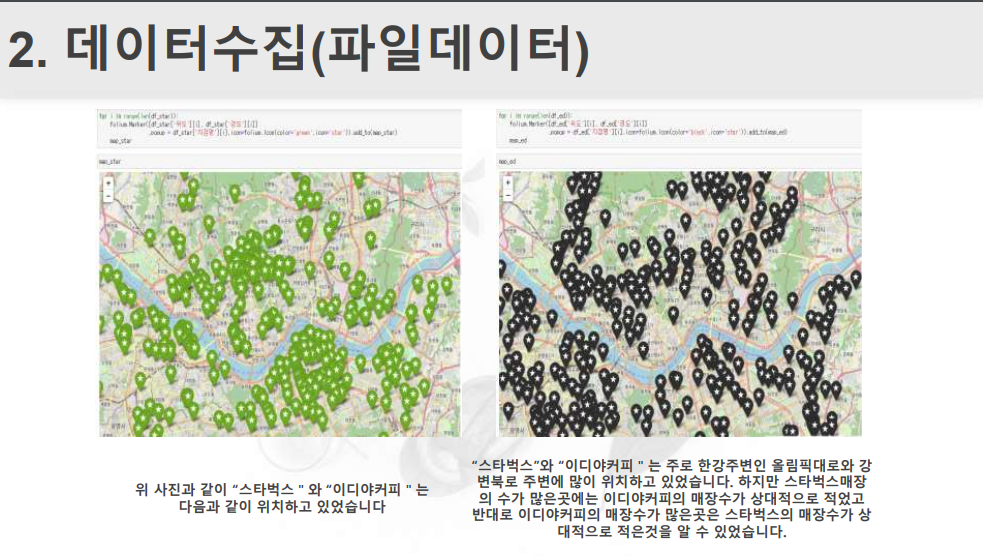 2. 데이터수집(파일데이터)
for i in range(len(df_star)):
folium.Marker([df_star['위도'][i], df_star['경도'][i]]
,popup = df_star['지점명'][i],icon=folium.Icon(color='green',icon='star')).add_to(map_star)
map_star
map_star
for i in range(len(df_ed)):
folium.Marker([df_ed['위도'][i], df_ed['경도'][i]]
,popup = df_ed['지점명'][i],icon=folium.Icon(color='black',icon='star')).add_to(map_ed)
map_ed
map_ed
위 사진과 같이 “스타벅스 " 와 “이디야커피 " 는
다음과 같이 위치하고 있었습니다
“스타벅스”와 “이디야커피 " 는 주로 한강주변인 올림픽대로와 강
변북로 주변에 많이 위치하고 있었습니다. 하지만 스타벅스매장
의 수가 많은곳에는 이디야커피의 매장수가 상대적으로 적었고
반대로 이디야커피의 매장수가 많은곳은 스타벅스의 매장수가 상
대적으로 적은것을 알 수 있었습니다.